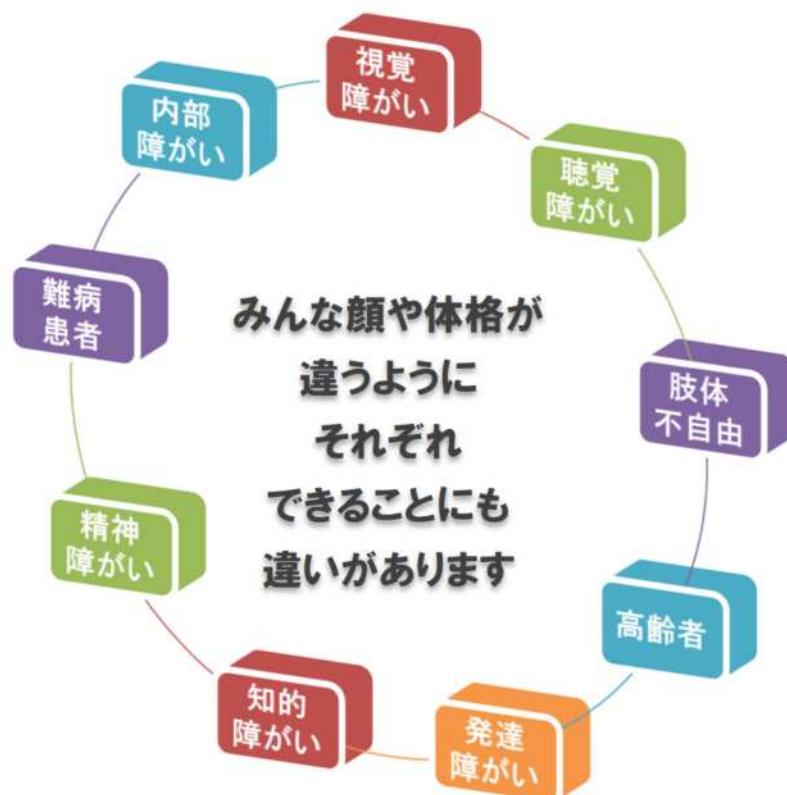 視覚
障がい
聴覚
障がい
肢体
不自由
高齢者
発達
障がい
知的
障がい
精神
障がい
難病
患者
内部
障がい
みんな顔や体格が
違うように
それぞれ
できることにも
違いがあります